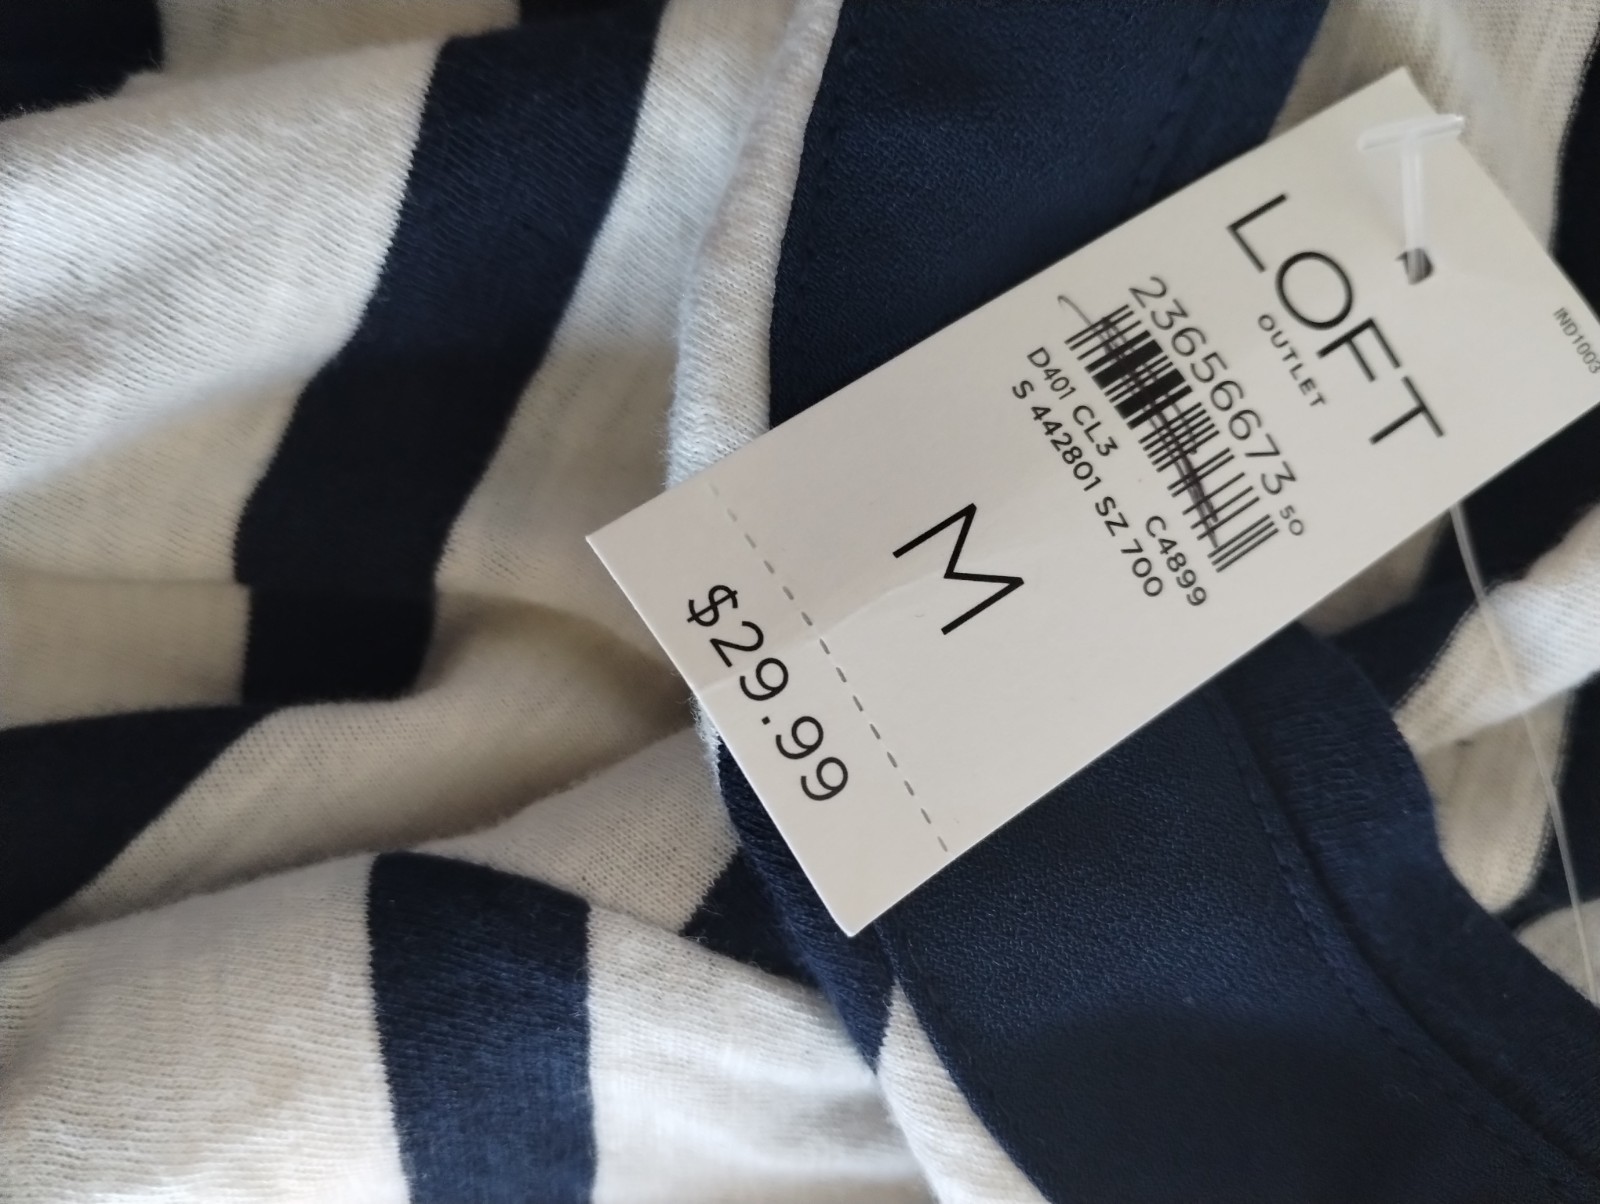 LOFT
OUTLET
IND1003
23656673 50
D401 CL3 C4899
S 442801 SZ 700
M
$29.99